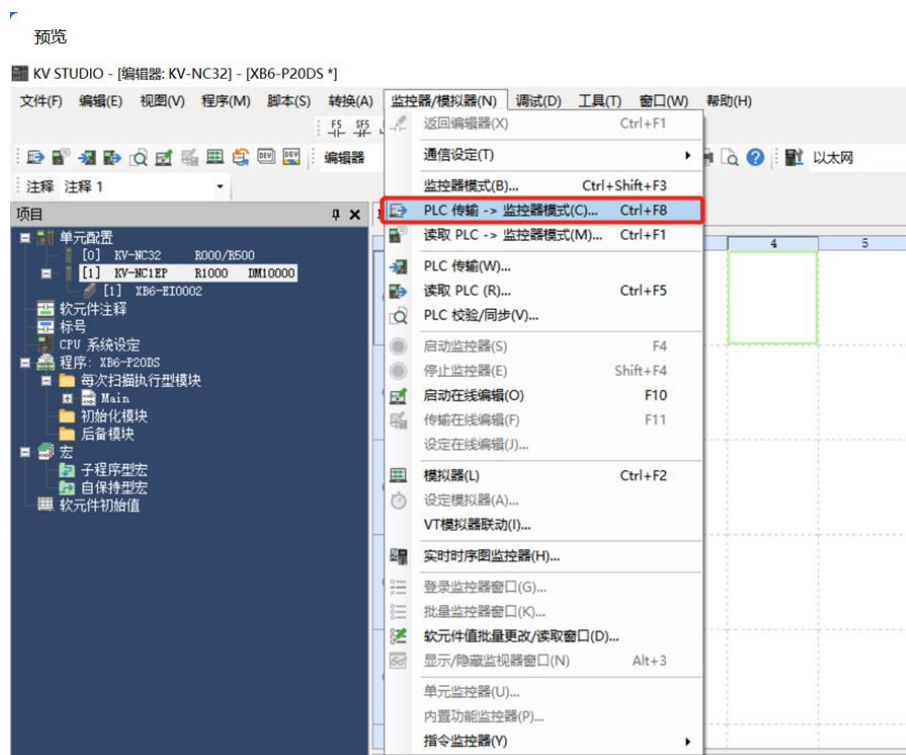 预览
KV STUDIO - [编辑器: KV-NC32] - [XB6-P20DS *]
文件(F) 编辑(E) 视图(V) 程序(M) 脚本(S) 转换(A) 监控器/模拟器(N) 调试(D) 工具(T) 窗口(W) 帮助(H)
F5 SF5
编辑器
以太网
注释 注释 1
项目
单元配置
[0] KV-NC32 R000/R500
[1] KV-NC1EP R1000 DM10000
[1] XB6-EI0002
软元件注释
标号
CPU 系统设定
程序: XB6-P20DS
每次扫描执行型模块
Main
初始化模块
后备模块
宏
子程序型宏
自保持型宏
软元件初始值
返回编辑器(X) Ctrl+F1
通信设定(T)
监控器模式(B)... Ctrl+Shift+F3
PLC 传输 -> 监控器模式(C)... Ctrl+F8
读取 PLC -> 监控器模式(M)... Ctrl+F1
PLC 传输(W)...
读取 PLC (R)... Ctrl+F5
PLC 校验/同步(V)...
启动监控器(S) F4
停止监控器(E) Shift+F4
启动在线编辑(O) F10
传输在线编辑(F) F11
设定在线编辑(J)...
模拟器(L) Ctrl+F2
设定模拟器(A)...
VT模拟器联动(I)...
实时时序图监控器(H)...
登录监控器窗口(G)...
批量监控器窗口(K)...
软元件值批量更改/读取窗口(D)...
显示/隐藏监视器窗口(N) Alt+3
单元监控器(U)...
内置功能监控器(P)...
指令监控器(Y)
4 5